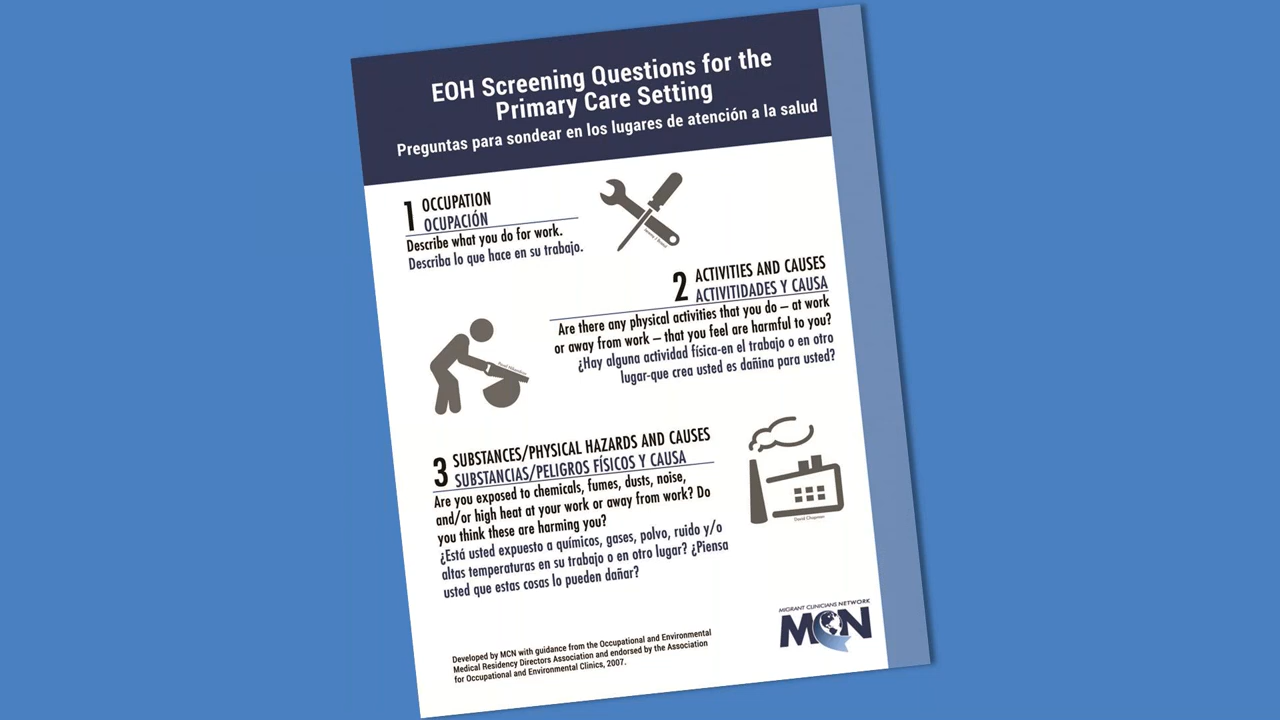 EOH Screening Questions for the
Primary Care Setting
Preguntas para sondear en los lugares de atención a la salud
1 OCCUPATION
OCUPACIÓN
Describe what you do for work.
Describa lo que hace en su trabajo.
2 ACTIVITIES AND CAUSES
ACTIVITIDADES Y CAUSA
Are there any physical activities that you do – at work
or away from work – that you feel are harmful to you?
¿Hay alguna actividad física-en el trabajo o en otro
lugar-que crea usted es dañina para usted?
3 SUBSTANCES/PHYSICAL HAZARDS AND CAUSES
SUBSTANCIAS/PELIGROS FÍSICOS Y CAUSA
Are you exposed to chemicals, fumes, dusts, noise,
and/or high heat at your work or away from work? Do
you think these are harming you?
¿Está usted expuesto a químicos, gases, polvo, ruido y/o
altas temperaturas en su trabajo o en otro lugar? ¿Piensa
usted que estas cosas lo pueden dañar?
David Chapman
Developed by MCN with guidance from the Occupational and Environmental
Medical Residency Directors Association and endorsed by the Association
for Occupational and Environmental Clinics, 2007.
MIGRANT CLINICIANS NETWORK
MCN